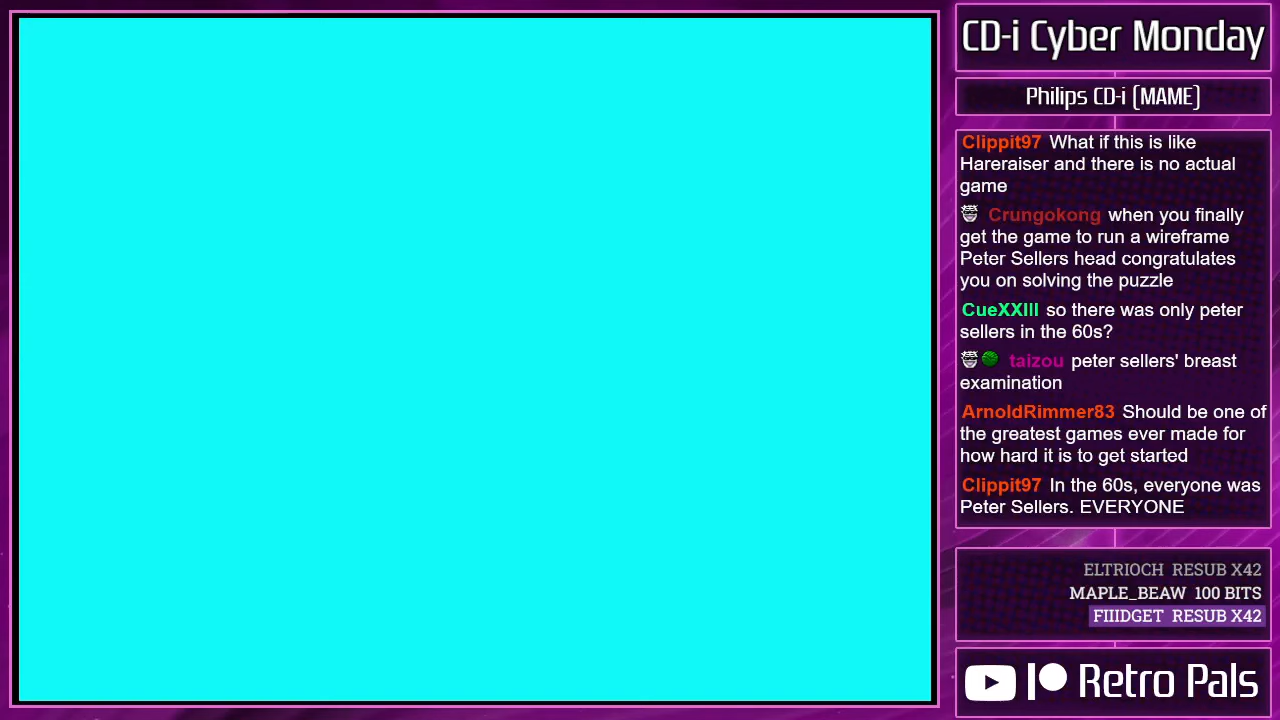 CD-i Cyber Monday
Philips CD-i [MAME]
Clippit97 What if this is like
Hareraiser and there is no actual
game
Crungokong when you finally
get the game to run a wireframe
Peter Sellers head congratulates
you on solving the puzzle
CueXXIII so there was only peter
sellers in the 60s?
taizou peter sellers' breast
examination
ArnoldRimmer83 Should be one of
the greatest games ever made for
how hard it is to get started
Clippit97 In the 60s, everyone was
Peter Sellers. EVERYONE
ELTRIOCH RESUB X42
MAPLE_BEAW 100 BITS
FIIIDGET RESUB X42
Retro Pals